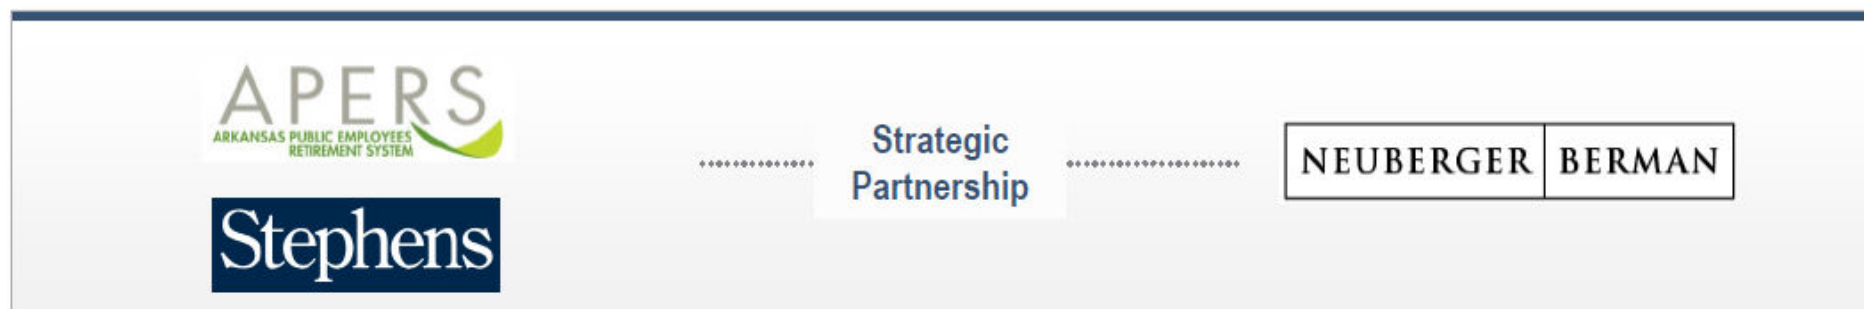 APERS
ARKANSAS PUBLIC EMPLOYEES
RETIREMENT SYSTEM
Stephens
Strategic
Partnership
NEUBERGER BERMAN